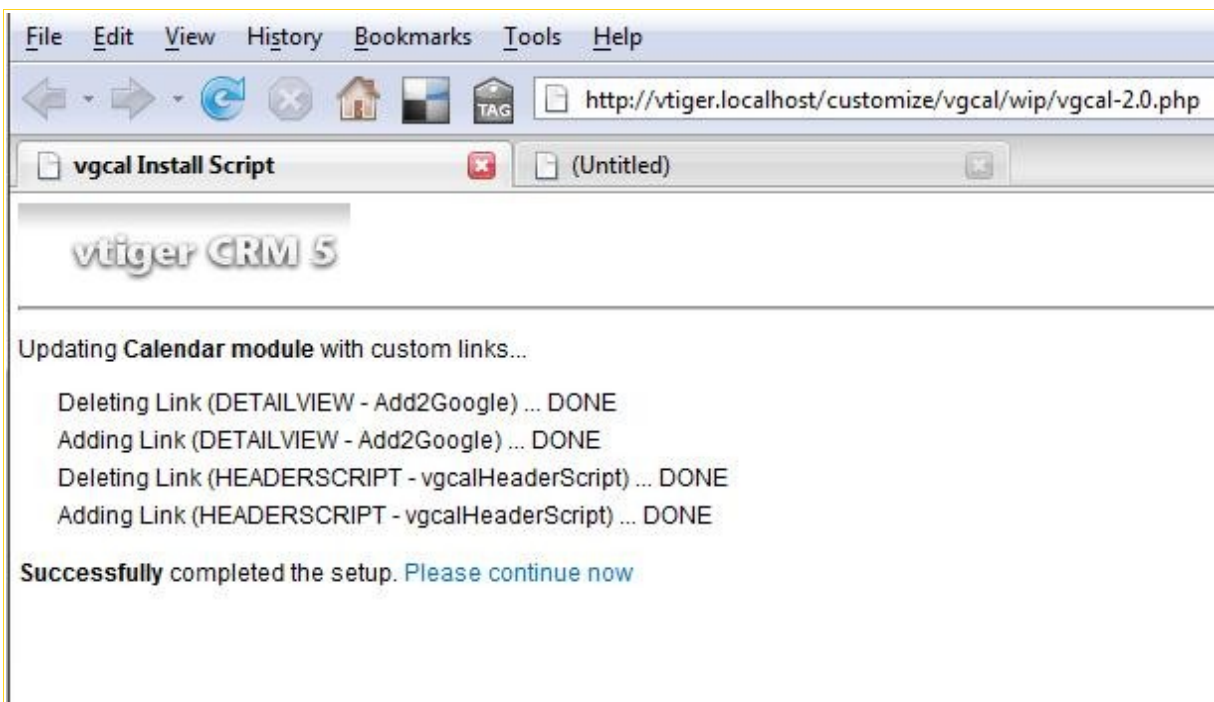 File Edit View History Bookmarks Tools Help
TAG http://vtiger.localhost/customize/vgcal/wip/vgcal-2.0.php
vgcal Install Script (Untitled)
vtiger CRM 5
Updating Calendar module with custom links...
Deleting Link (DETAILVIEW - Add2Google) ... DONE
Adding Link (DETAILVIEW - Add2Google) ... DONE
Deleting Link (HEADERSCRIPT - vgcalHeaderScript) ... DONE
Adding Link (HEADERSCRIPT - vgcalHeaderScript) ... DONE
Successfully completed the setup. Please continue now